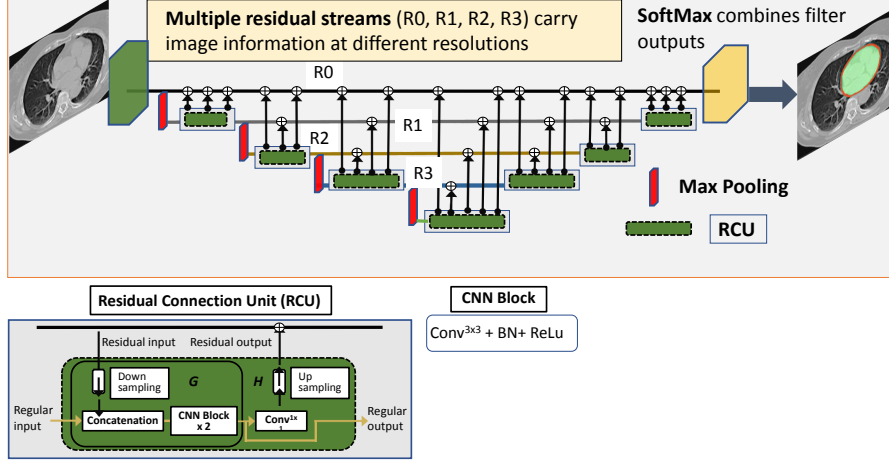 Multiple residual streams (R0, R1, R2, R3) carry
image information at different resolutions
SoftMax combines filter
outputs
R0
R1
R2
R3
Max Pooling
RCU
Residual Connection Unit (RCU)
CNN Block
Conv3x3 + BN+ ReLu
Residual input
Residual output
Down
sampling
G
H
Up
sampling
Regular
input
Concatenation
CNN Block
x 2
Conv1x
1
Regular
output